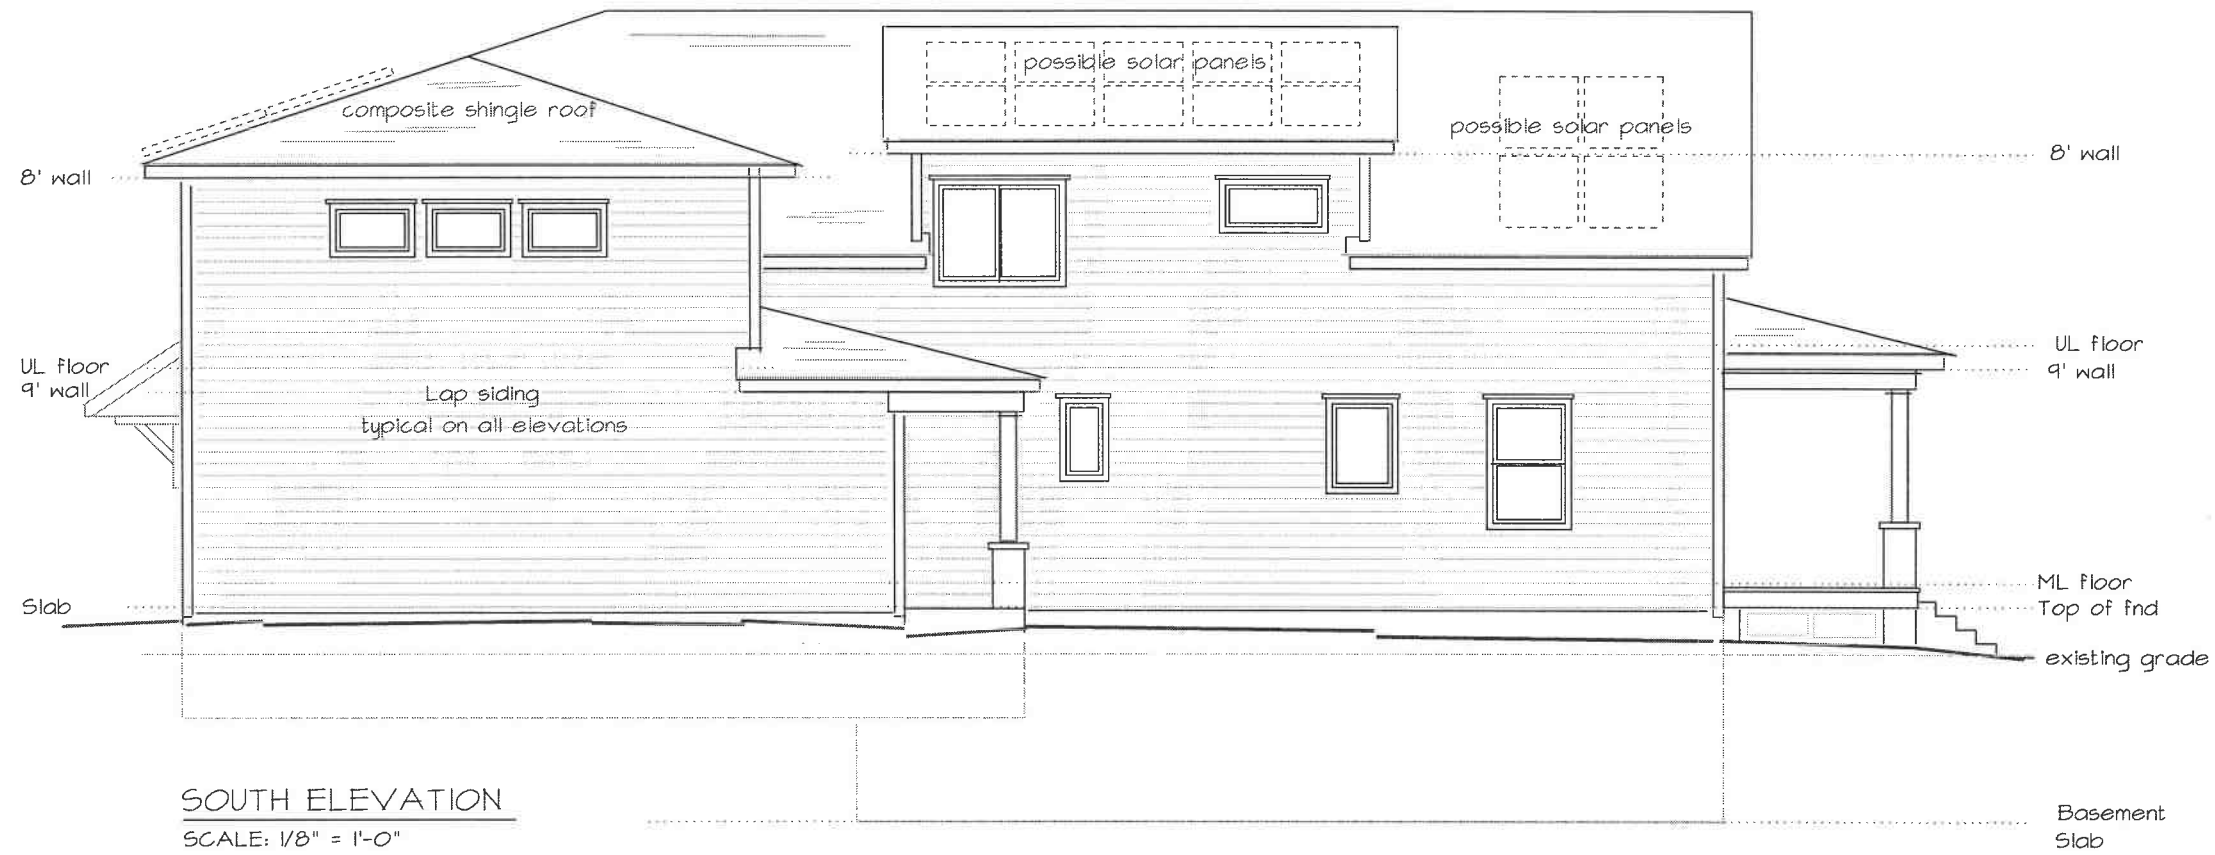 possible solar panels
composite shingle roof
possible solar panels
8' wall
8' wall
UL floor
9' wall
UL floor
9' wall
Lap siding
typical on all elevations
Slab
ML floor
Top of fnd
existing grade
SOUTH ELEVATION
SCALE: 1/8" = 1'-0"
Basement
Slab